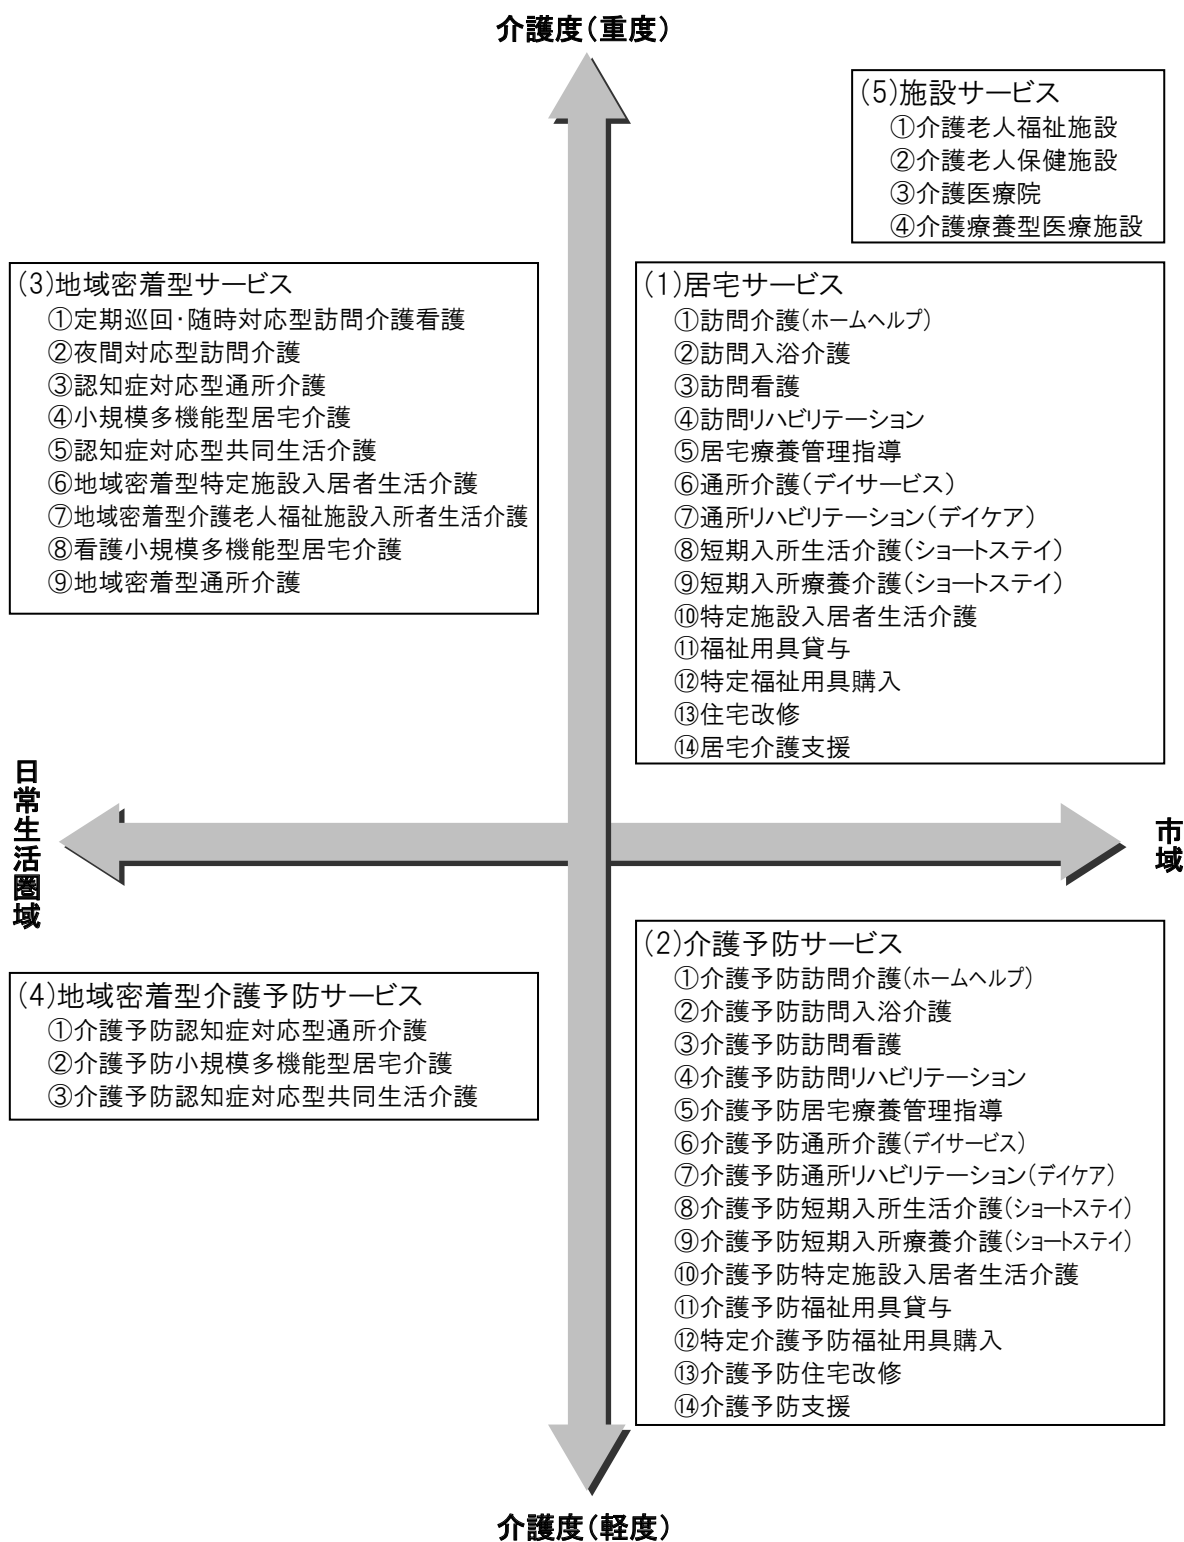 介護度(重度)
(5)施設サービス
①介護老人福祉施設
②介護老人保健施設
③介護医療院
④介護療養型医療施設
(3)地域密着型サービス
①定期巡回・随時対応型訪問介護看護
②夜間対応型訪問介護
③認知症対応型通所介護
④小規模多機能型居宅介護
⑤認知症対応型共同生活介護
⑥地域密着型特定施設入居者生活介護
⑦地域密着型介護老人福祉施設入所者生活介護
⑧看護小規模多機能型居宅介護
⑨地域密着型通所介護
(1)居宅サービス
①訪問介護(ホームヘルプ)
②訪問入浴介護
③訪問看護
④訪問リハビリテーション
⑤居宅療養管理指導
⑥通所介護(デイサービス)
⑦通所リハビリテーション(デイケア)
⑧短期入所生活介護(ショートステイ)
⑨短期入所療養介護(ショートステイ)
⑩特定施設入居者生活介護
⑪福祉用具貸与
⑫特定福祉用具購入
⑬住宅改修
⑭居宅介護支援
日常生活圏域
市域
(4)地域密着型介護予防サービス
①介護予防認知症対応型通所介護
②介護予防小規模多機能型居宅介護
③介護予防認知症対応型共同生活介護
(2)介護予防サービス
①介護予防訪問介護(ホームヘルプ)
②介護予防訪問入浴介護
③介護予防訪問看護
④介護予防訪問リハビリテーション
⑤介護予防居宅療養管理指導
⑥介護予防通所介護(デイサービス)
⑦介護予防通所リハビリテーション(デイケア)
⑧介護予防短期入所生活介護(ショートステイ)
⑨介護予防短期入所療養介護(ショートステイ)
⑩介護予防特定施設入居者生活介護
⑪介護予防福祉用具貸与
⑫特定介護予防福祉用具購入
⑬介護予防住宅改修
⑭介護予防支援
介護度(軽度)